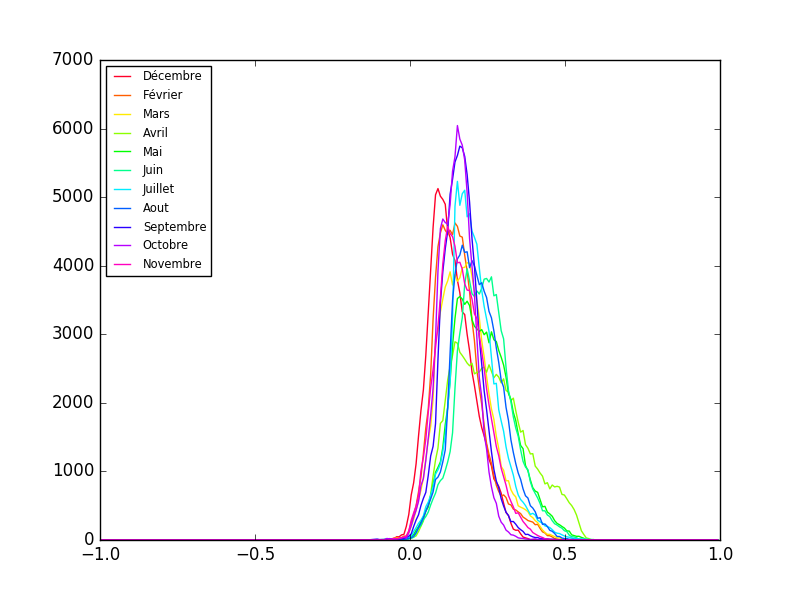 7000
6000
5000
4000
3000
2000
1000
0
−1.0
−0.5
0.0
0.5
1.0
Décembre
Février
Mars
Avril
Mai
Juin
Juillet
Aout
Septembre
Octobre
Novembre